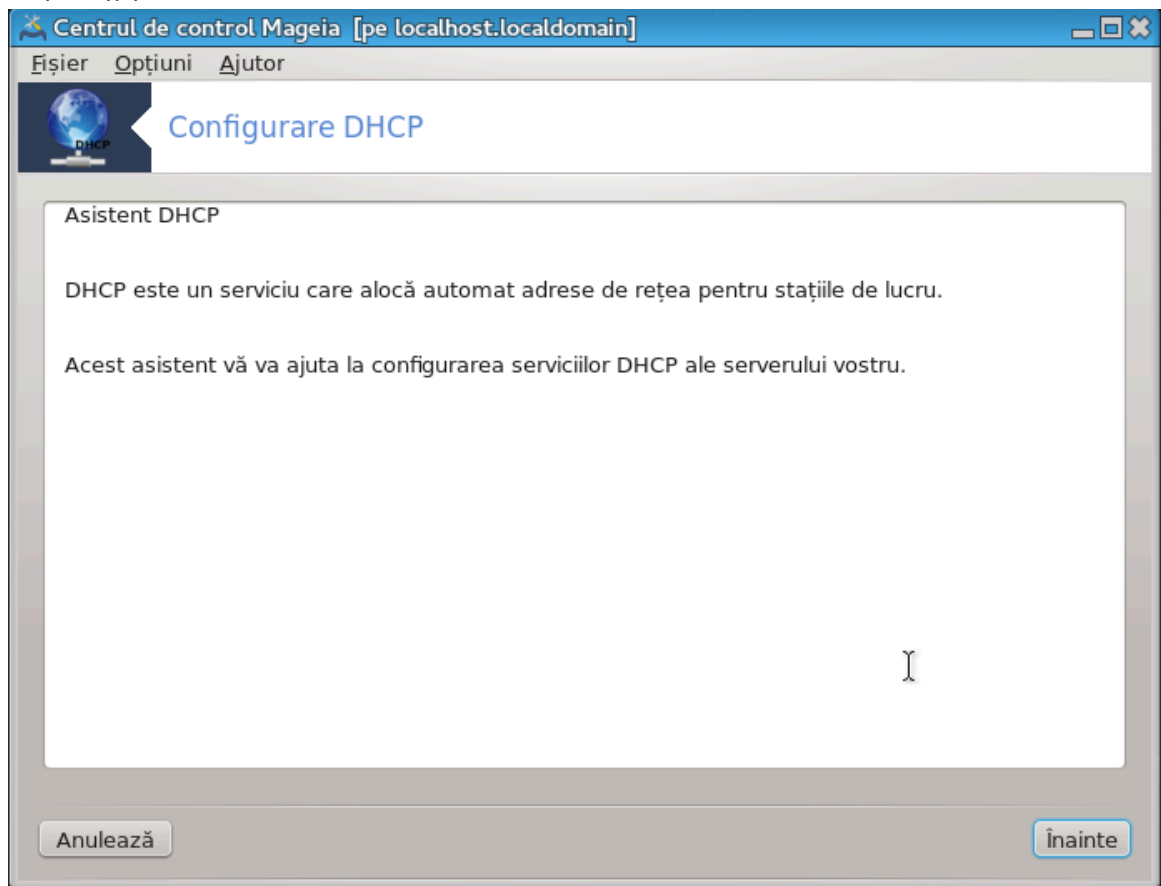 Centrul de control Mageia [pe localhost.localdomain]
Fișier Opțiuni Ajutor
DHCP
Configurare DHCP
Asistent DHCP
DHCP este un serviciu care alocă automat adrese de rețea pentru stațiile de lucru.
Acest asistent vă va ajuta la configurarea serviciilor DHCP ale serverului vostru.
Anulează Înainte